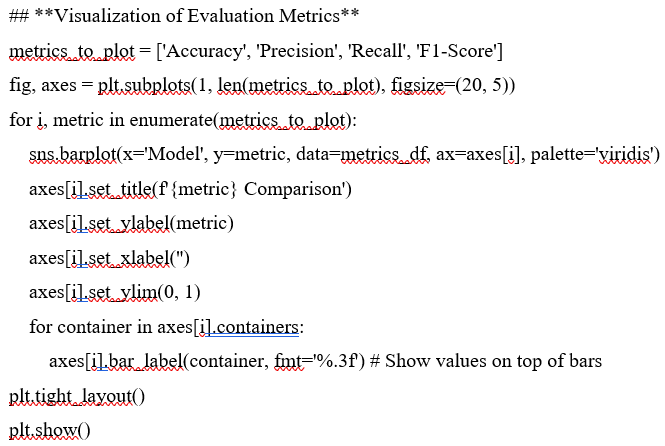 ## **Visualization of Evaluation Metrics**
metrics_to_plot = ['Accuracy', 'Precision', 'Recall', 'F1-Score']
fig, axes = plt.subplots(1, len(metrics_to_plot), figsize=(20, 5))
for i, metric in enumerate(metrics_to_plot):
sns.barplot(x='Model', y=metric, data=metrics_df, ax=axes[i], palette='viridis')
axes[i].set_title(f'{metric} Comparison')
axes[i].set_ylabel(metric)
axes[i].set_xlabel('')
axes[i].set_ylim(0, 1)
for container in axes[i].containers:
axes[i].bar_label(container, fmt='%.3f') # Show values on top of bars
plt.tight_layout()
plt.show()